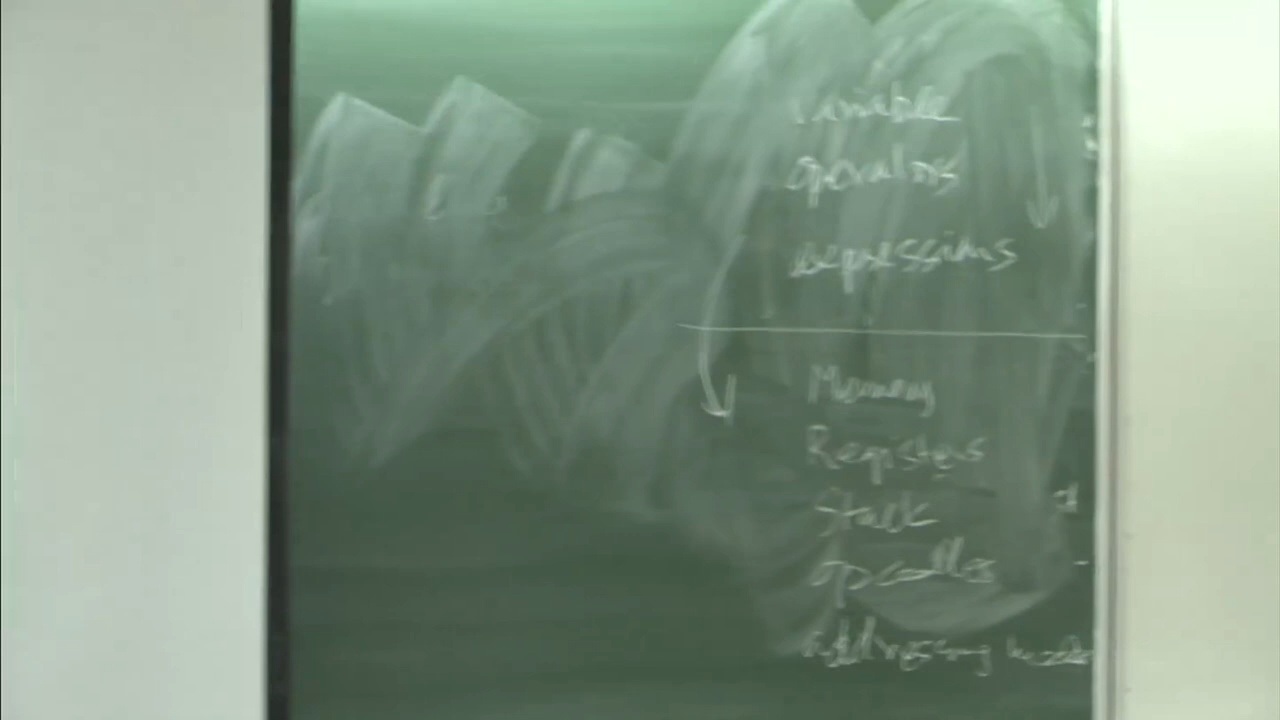 variable
operators
expressions
Memory
Registers
Stack
opcodes
Addressing modes